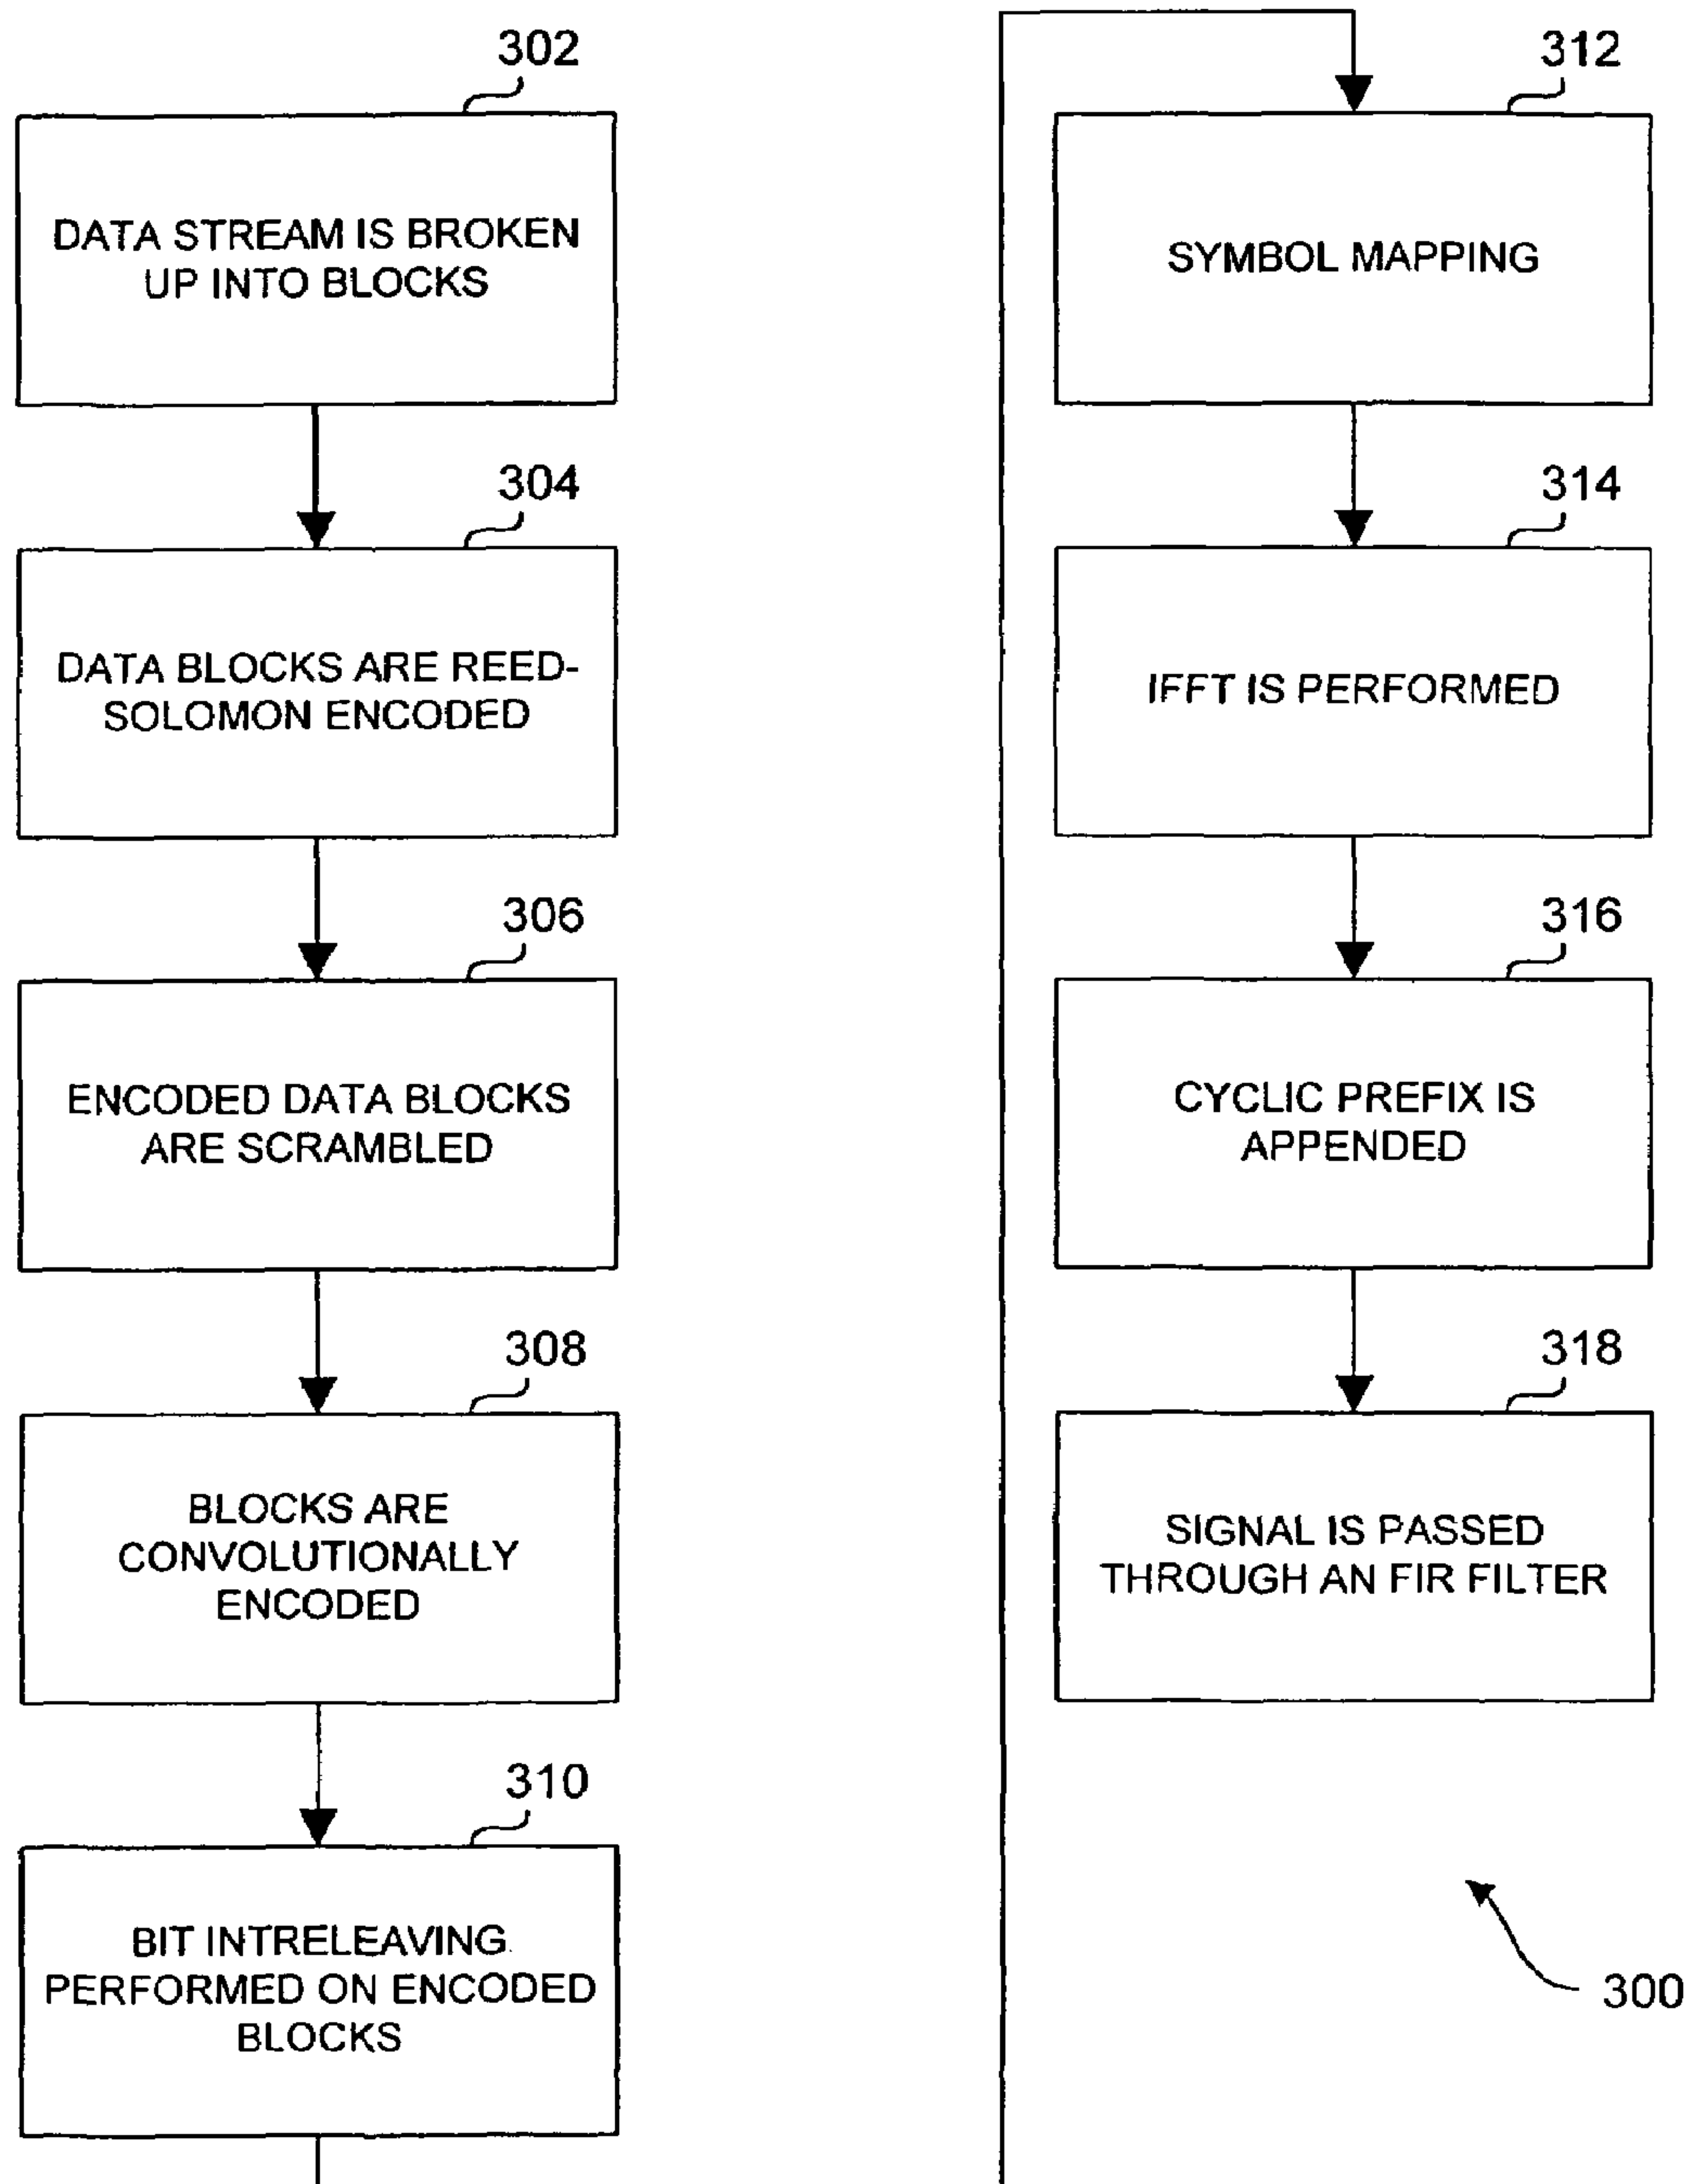 302
DATA STREAM IS BROKEN
UP INTO BLOCKS
304
DATA BLOCKS ARE REED-
SOLOMON ENCODED
306
ENCODED DATA BLOCKS
ARE SCRAMBLED
308
BLOCKS ARE
CONVOLUTIONALLY
ENCODED
310
BIT INTRELEAVING
PERFORMED ON ENCODED
BLOCKS
312
SYMBOL MAPPING
314
IFFT IS PERFORMED
316
CYCLIC PREFIX IS
APPENDED
318
SIGNAL IS PASSED
THROUGH AN FIR FILTER
300